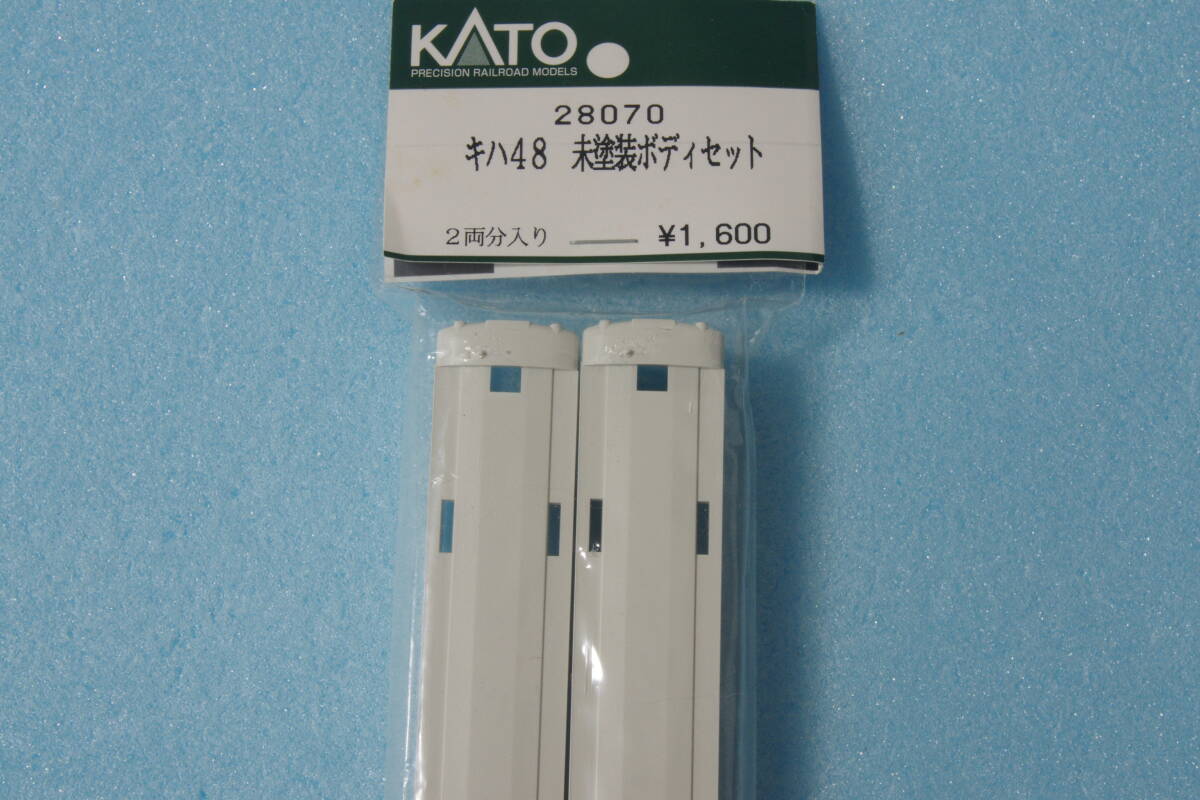 KATO
PRECISION RAILROAD MODELS
28070
キハ48 未塗装ボディセット
2両分入り ¥1,600